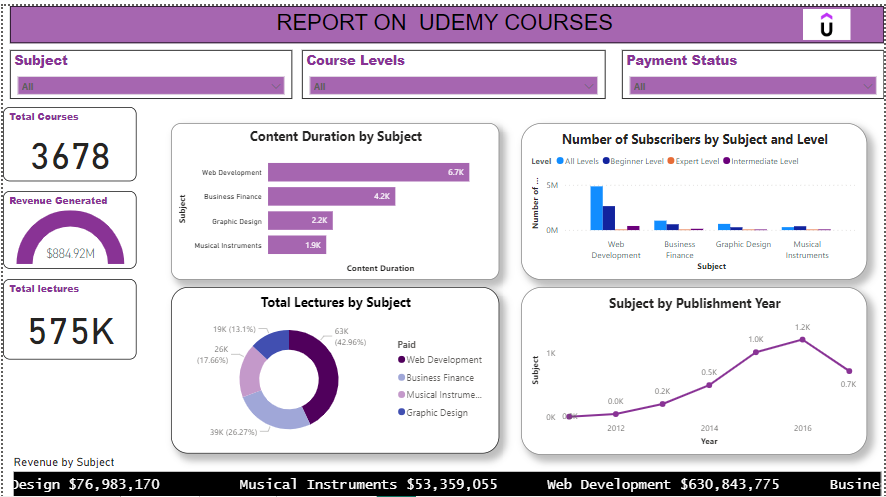 REPORT ON UDEMY COURSES
Subject
All
Course Levels
All
Payment Status
All
Total Courses
3678
Revenue Generated
$884.92M
Total lectures
575K
Content Duration by Subject
Subject
Web Development
6.7K
Business Finance
4.2K
Graphic Design
2.2K
Musical Instruments
1.9K
Content Duration
Number of Subscribers by Subject and Level
Level All Levels Beginner Level Expert Level Intermediate Level
Number of ...
5M
0M
Web Development
Business Finance
Graphic Design
Musical Instruments
Subject
Total Lectures by Subject
19K (13.1%)
63K (42.96%)
26K (17.66%)
39K (26.27%)
Paid
Web Development
Business Finance
Musical Instrume...
Graphic Design
Subject by Publishment Year
Subject
1K
0K
0.0K
0.2K
0.5K
1.0K
1.2K
0.7K
2012
2014
2016
Year
Revenue by Subject
Design $76,983,170 Musical Instruments $53,359,055 Web Development $630,843,775 Busine